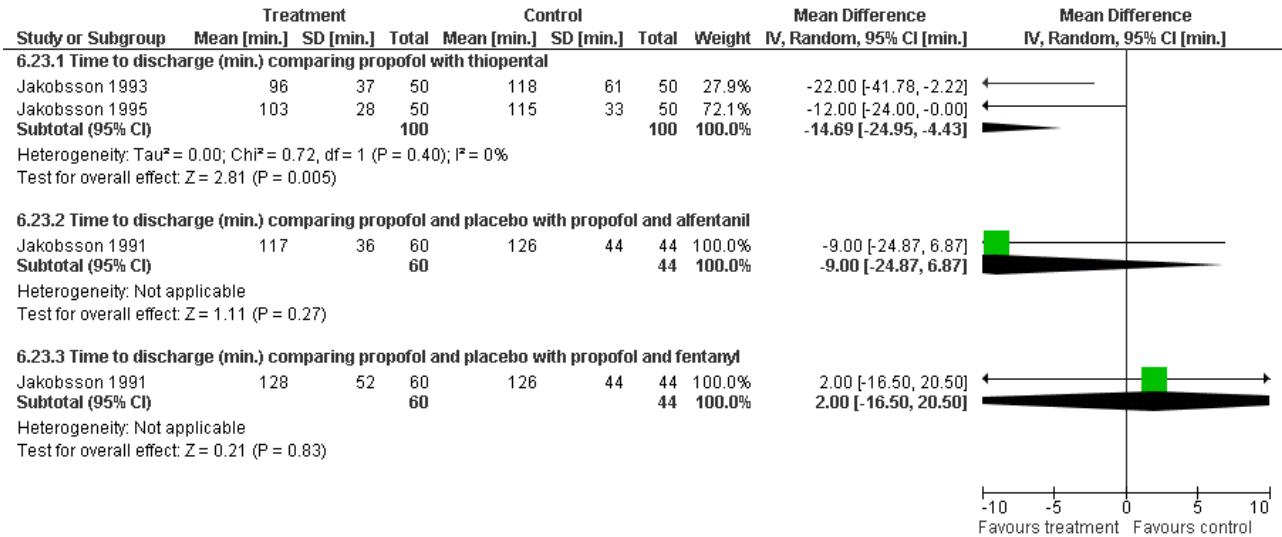 Treatment Control Mean Difference Mean Difference
Study or Subgroup Mean [min.] SD [min.] Total Mean [min.] SD [min.] Total Weight IV, Random, 95% CI [min.] IV, Random, 95% CI [min.]
6.23.1 Time to discharge (min.) comparing propofol with thiopental
Jakobsson 1993 96 37 50 118 61 50 27.9% -22.00 [-41.78, -2.22]
Jakobsson 1995 103 28 50 115 33 50 72.1% -12.00 [-24.00, -0.00]
Subtotal (95% CI) 100 100 100.0% -14.69 [-24.95, -4.43]
Heterogeneity: Tau² = 0.00; Chi² = 0.72, df = 1 (P = 0.40); I² = 0%
Test for overall effect: Z = 2.81 (P = 0.005)
6.23.2 Time to discharge (min.) comparing propofol and placebo with propofol and alfentanil
Jakobsson 1991 117 36 60 126 44 44 100.0% -9.00 [-24.87, 6.87]
Subtotal (95% CI) 60 44 100.0% -9.00 [-24.87, 6.87]
Heterogeneity: Not applicable
Test for overall effect: Z = 1.11 (P = 0.27)
6.23.3 Time to discharge (min.) comparing propofol and placebo with propofol and fentanyl
Jakobsson 1991 128 52 60 126 44 44 100.0% 2.00 [-16.50, 20.50]
Subtotal (95% CI) 60 44 100.0% 2.00 [-16.50, 20.50]
Heterogeneity: Not applicable
Test for overall effect: Z = 0.21 (P = 0.83)
-10 -5 0 5 10
Favours treatment Favours control